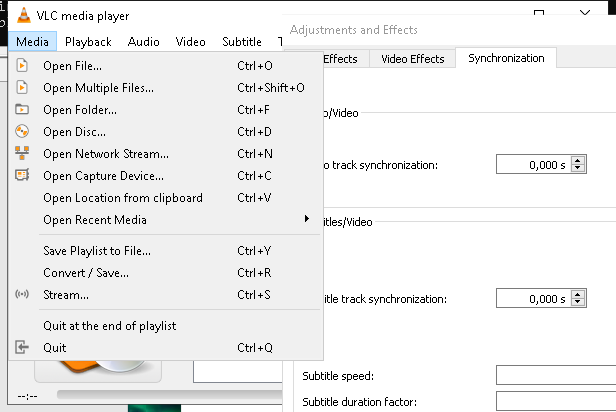 VLC media player
Media Playback Audio Video Subtitle T
Open File... Ctrl+O
Open Multiple Files... Ctrl+Shift+O
Open Folder... Ctrl+F
Open Disc... Ctrl+D
Open Network Stream... Ctrl+N
Open Capture Device... Ctrl+C
Open Location from clipboard Ctrl+V
Open Recent Media
Save Playlist to File... Ctrl+Y
Convert / Save... Ctrl+R
Stream... Ctrl+S
Quit at the end of playlist
Quit Ctrl+Q
--:--
Adjustments and Effects
Effects Video Effects Synchronization
o/Video
o track synchronization: 0,000 s
titles/Video
title track synchronization: 0,000 s
Subtitle speed:
Subtitle duration factor: